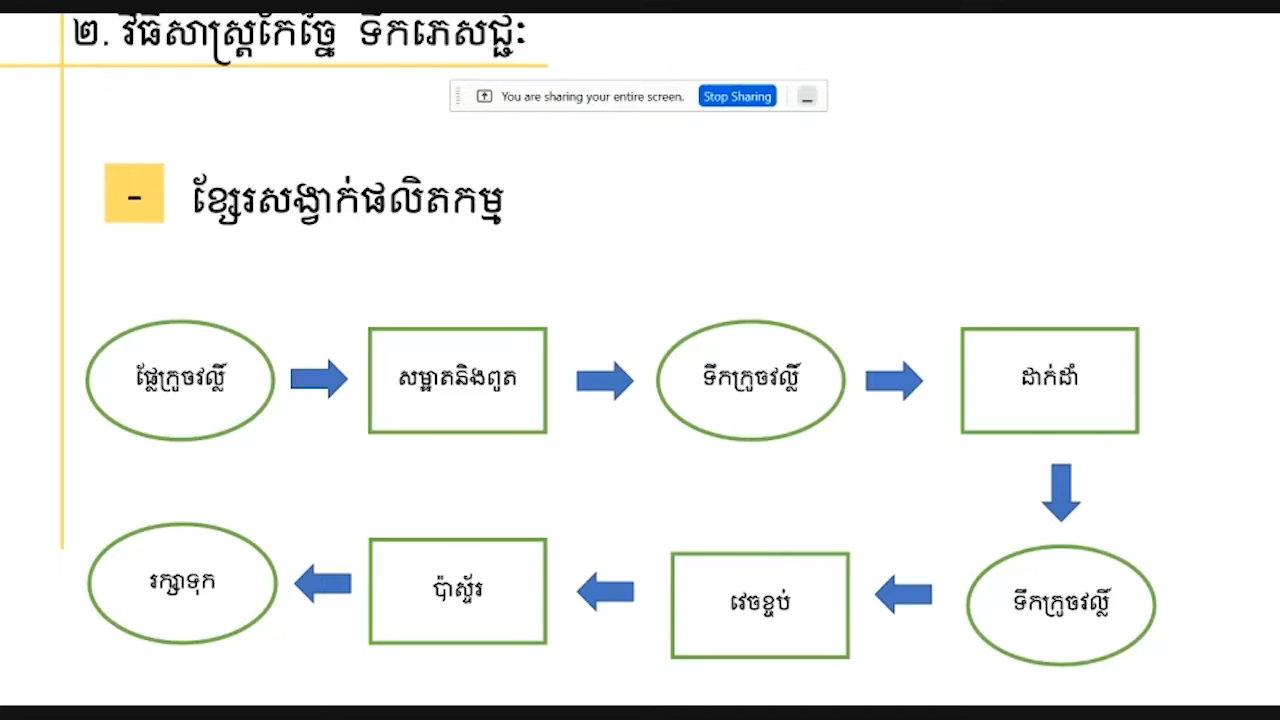 ២. វិធីសាស្ត្រកែច្នៃ ទឹកភេសជ្ជៈ
You are sharing your entire screen. Stop Sharing
- ខ្សែរសង្វាក់ផលិតកម្ម
ផ្លែក្រូចវល្លិ៍
សម្អាតនិងពូត
ទឹកក្រូចវល្លិ៍
ដាក់ដាំ
ទឹកក្រូចវល្លិ៍
វេចខ្ចប់
ប៉ាស្ទ័រ
រក្សាទុក